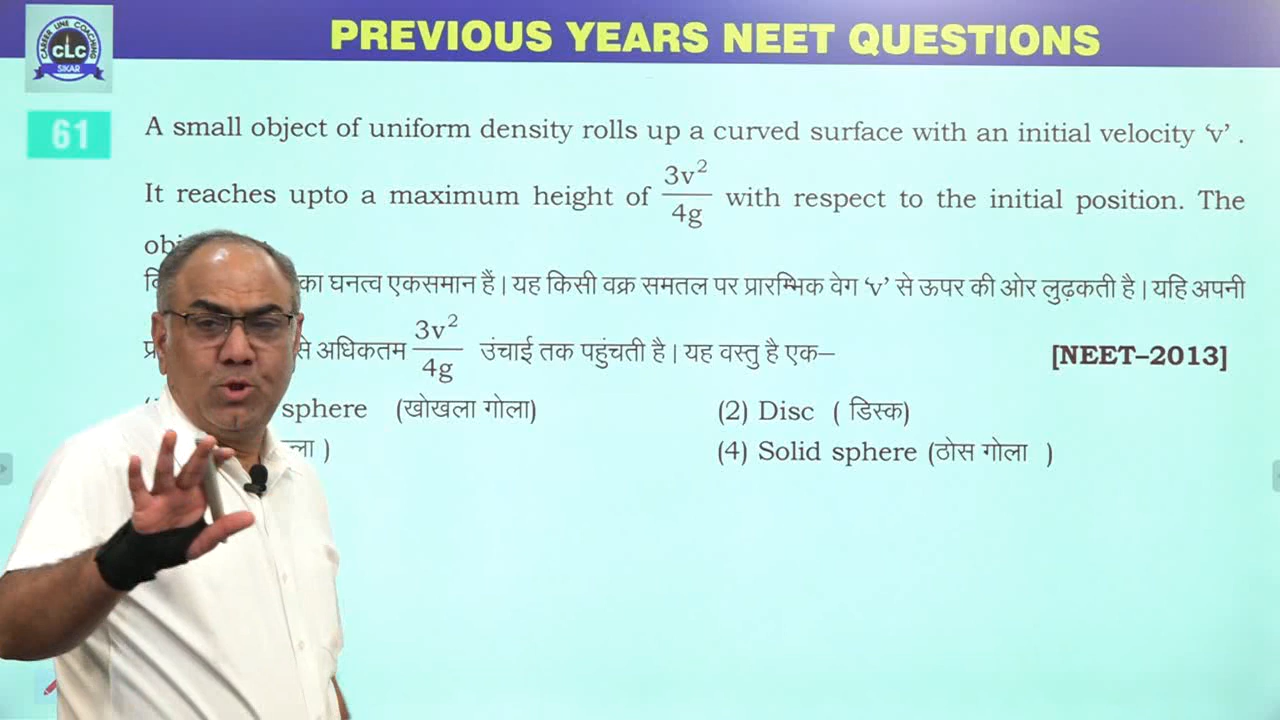 PREVIOUS YEARS NEET QUESTIONS
CAREER LINE COACHING
CLC
SIKAR
61
A small object of uniform density rolls up a curved surface with an initial velocity ‘v’ .
It reaches upto a maximum height of 3v²/4g with respect to the initial position. The
का घनत्व एकसमान हैं। यह किसी वक्र समतल पर प्रारम्भिक वेग ‘v’ से ऊपर की ओर लुढ़कती है। यहि अपनी
से अधिकतम 3v²/4g उंचाई तक पहुंचती है। यह वस्तु है एक–
[NEET–2013]
sphere (खोखला गोला)
(2) Disc ( डिस्क)
(4) Solid sphere (ठोस गोला )